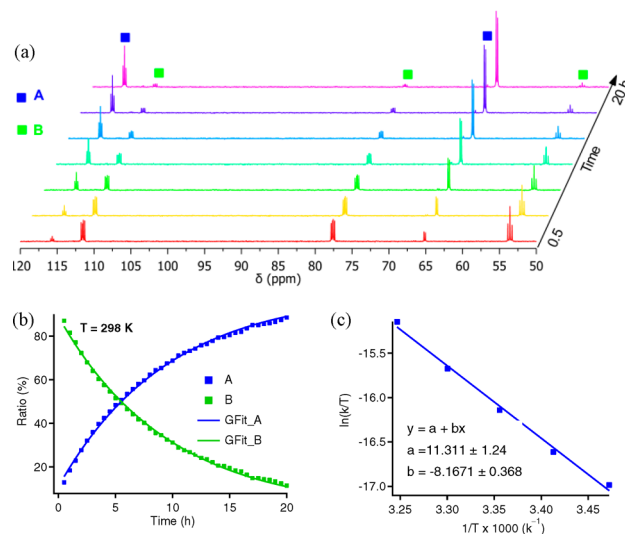 (a)
A
B
20 h
Time
0.5
120 115 110 105 100 95 90 85 80 75 70 65 60 55 50
δ (ppm)
(b)
T = 298 K
80
60
40
20
Ratio (%)
A
B
GFit_A
GFit_B
0 5 10 15 20
Time (h)
(c)
-15.5
-16.0
-16.5
-17.0
ln(k/T)
y = a + bx
a =11.311 ± 1.24
b = -8.1671 ± 0.368
3.25 3.30 3.35 3.40 3.45
1/T x 1000 (k⁻¹)